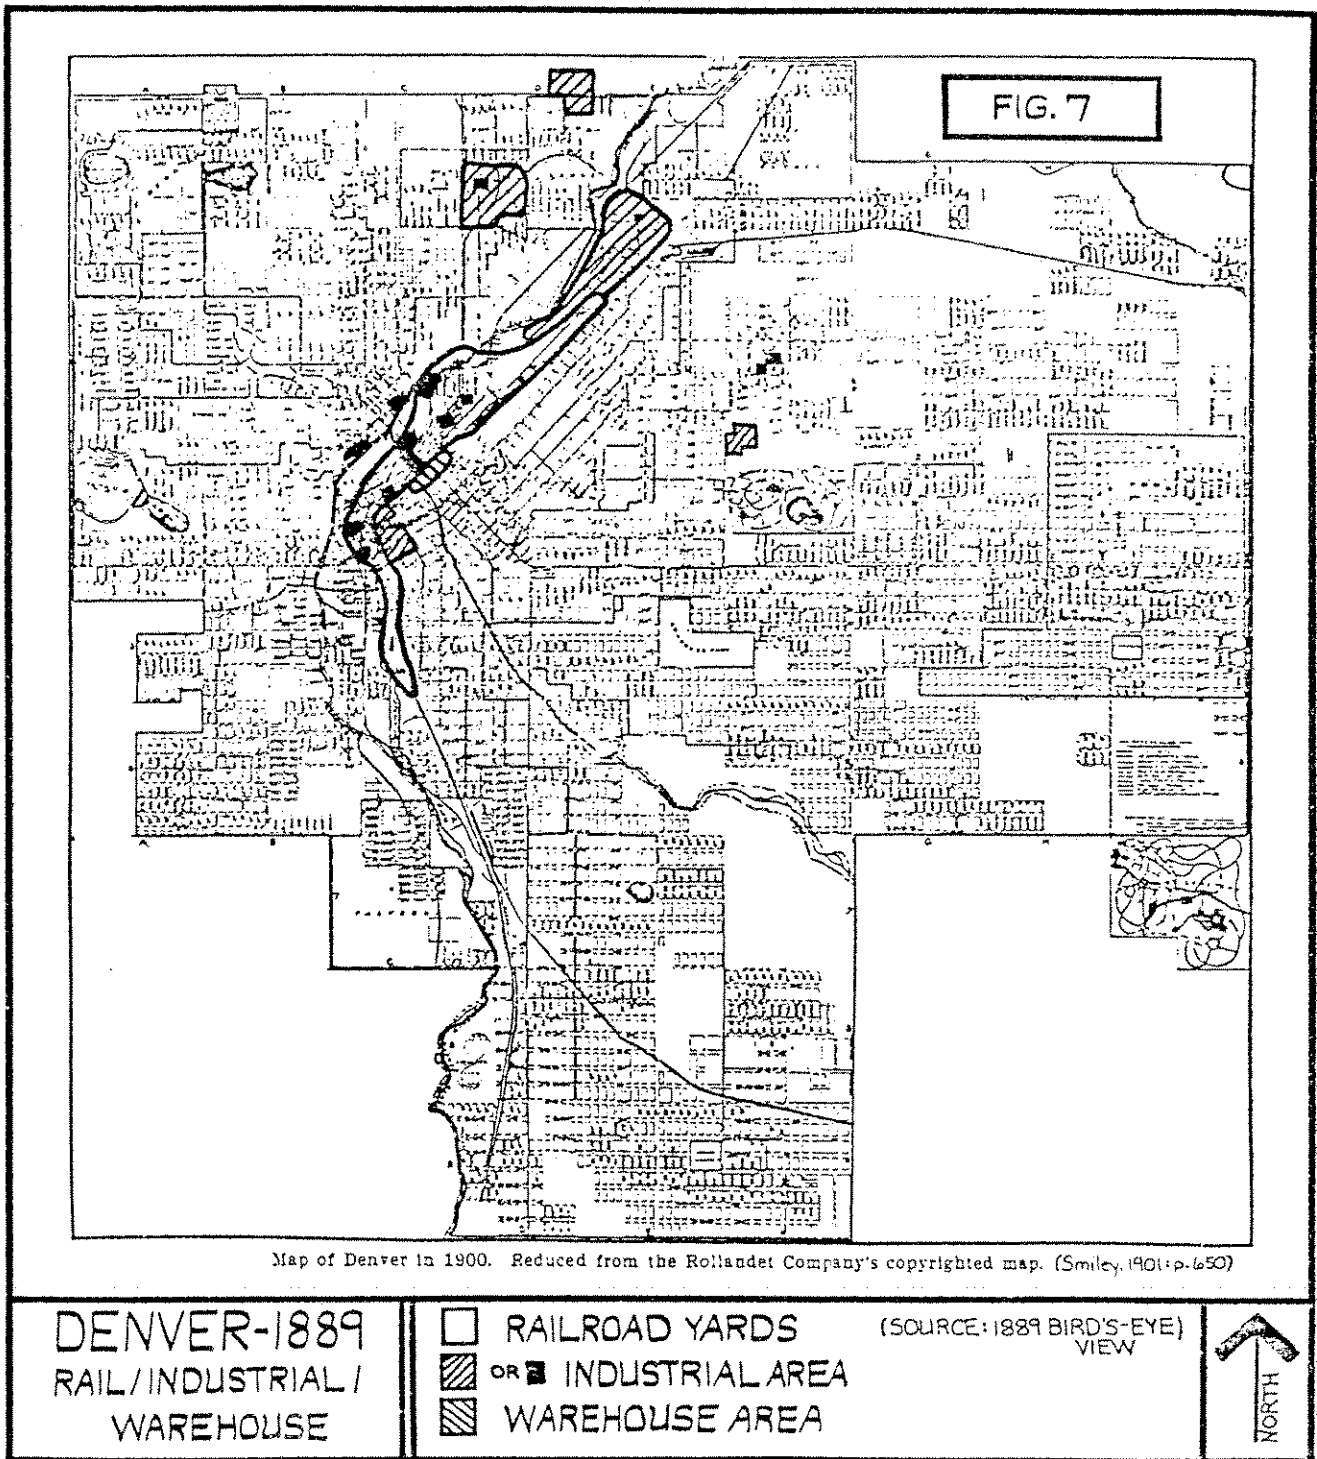 FIG. 7
Map of Denver in 1900. Reduced from the Rollandet Company's copyrighted map. (Smiley, 1901: p. 650)
DENVER-1889
RAIL/INDUSTRIAL/
WAREHOUSE
RAILROAD YARDS
OR INDUSTRIAL AREA
WAREHOUSE AREA
(SOURCE: 1889 BIRD'S-EYE)
VIEW
NORTH